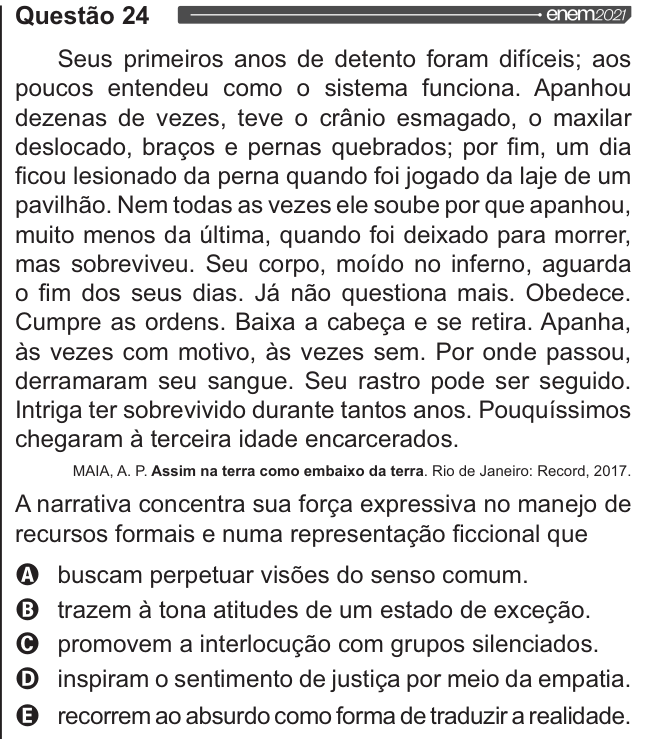 Questão 24
enem2021
Seus primeiros anos de detento foram difíceis; aos
poucos entendeu como o sistema funciona. Apanhou
dezenas de vezes, teve o crânio esmagado, o maxilar
deslocado, braços e pernas quebrados; por fim, um dia
ficou lesionado da perna quando foi jogado da laje de um
pavilhão. Nem todas as vezes ele soube por que apanhou,
muito menos da última, quando foi deixado para morrer,
mas sobreviveu. Seu corpo, moído no inferno, aguarda
o fim dos seus dias. Já não questiona mais. Obedece.
Cumpre as ordens. Baixa a cabeça e se retira. Apanha,
às vezes com motivo, às vezes sem. Por onde passou,
derramaram seu sangue. Seu rastro pode ser seguido.
Intriga ter sobrevivido durante tantos anos. Pouquíssimos
chegaram à terceira idade encarcerados.
MAIA, A. P. Assim na terra como embaixo da terra. Rio de Janeiro: Record, 2017.
A narrativa concentra sua força expressiva no manejo de
recursos formais e numa representação ficcional que
A buscam perpetuar visões do senso comum.
B trazem à tona atitudes de um estado de exceção.
C promovem a interlocução com grupos silenciados.
D inspiram o sentimento de justiça por meio da empatia.
E recorrem ao absurdo como forma de traduzir a realidade.